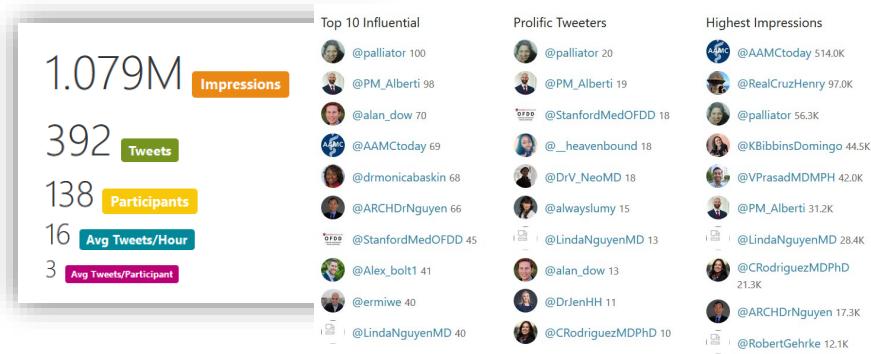 1.079M Impressions
392 Tweets
138 Participants
16 Avg Tweets/Hour
3 Avg Tweets/Participant
Top 10 Influential
@palliator 100
@PM_Alberti 98
@alan_dow 70
AAMC @AAMCtoday 69
@drmonicabaskin 68
@ARCHDrNguyen 66
OFDD @StanfordMedOFDD 45
@Alex_bolt1 41
@ermiwe 40
@LindaNguyenMD 40
Prolific Tweeters
@palliator 20
@PM_Alberti 19
OFDD @StanfordMedOFDD 18
@__heavenbound 18
@DrV_NeoMD 18
@alwayslumy 15
@LindaNguyenMD 13
@alan_dow 13
@DrJenHH 11
@CRodriguezMDPhD 10
Highest Impressions
AAMC @AAMCtoday 514.0K
@RealCruzHenry 97.0K
@palliator 56.3K
@KBibbinsDomingo 44.5K
@VPrasadMDMPH 42.0K
@PM_Alberti 31.2K
@LindaNguyenMD 28.4K
@CRodriguezMDPhD
21.3K
@ARCHDrNguyen 17.3K
@RobertGehrke 12.1K